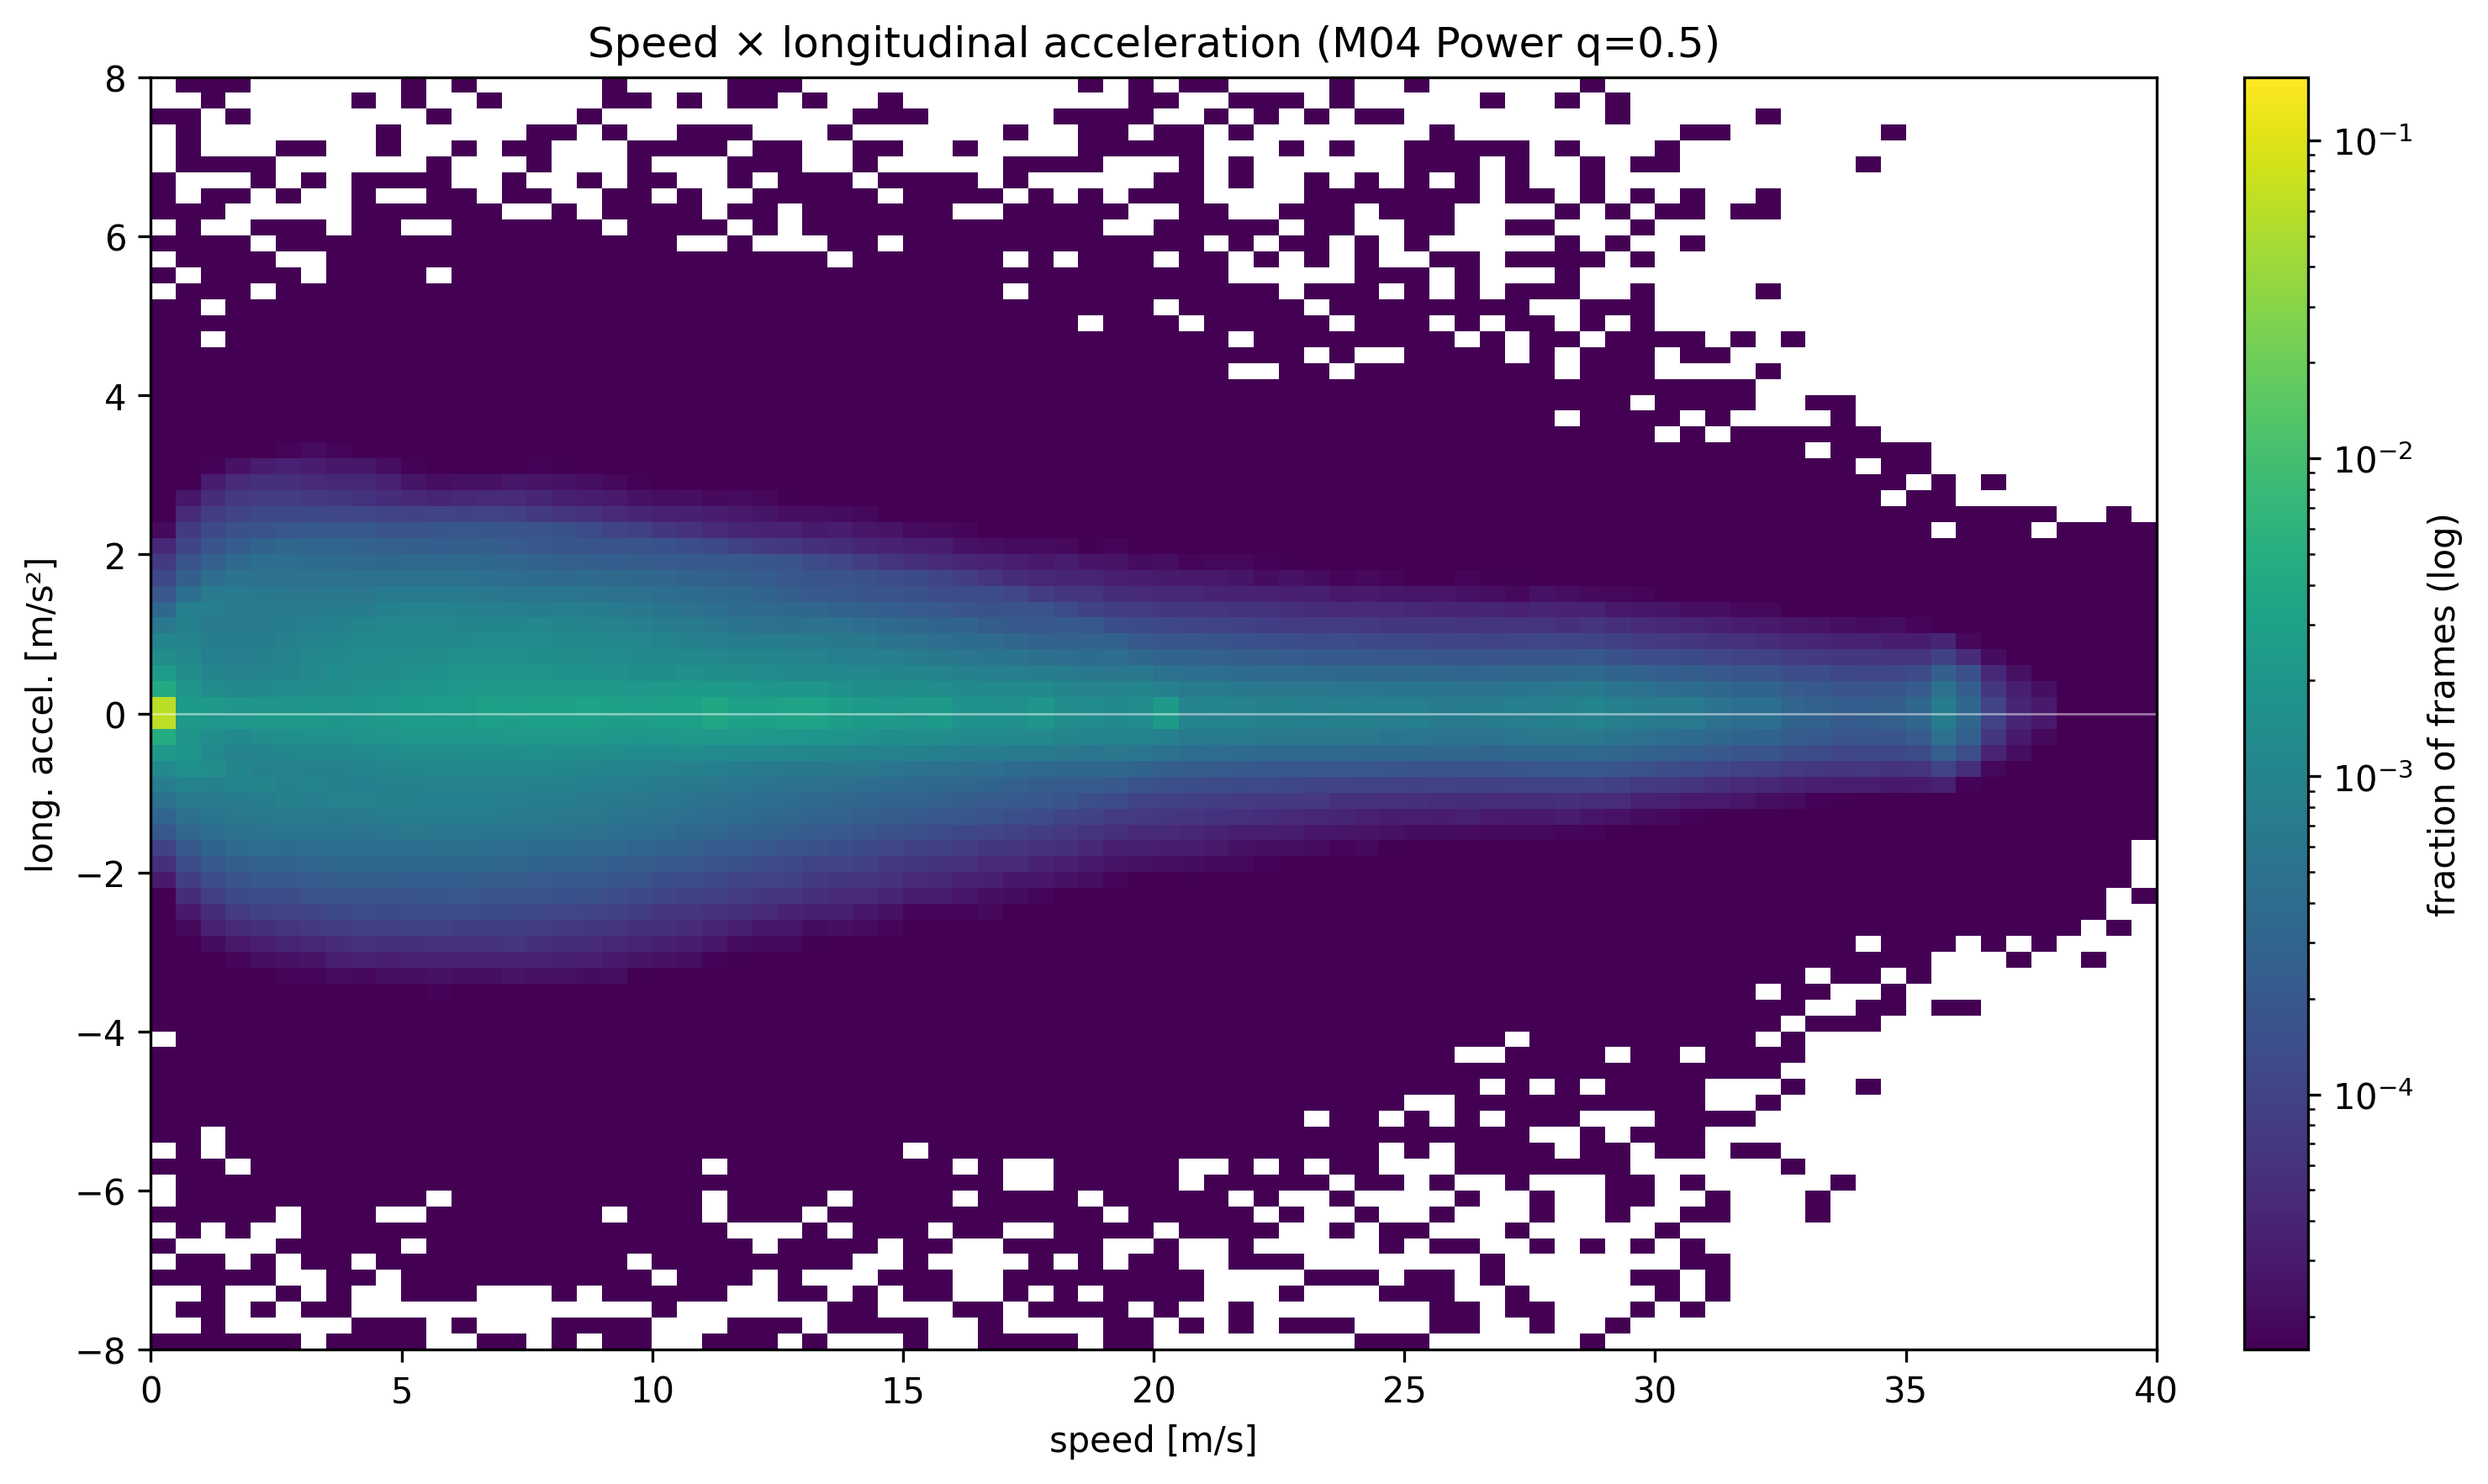 Speed × longitudinal acceleration (M04 Power q=0.5)
8
6
4
2
0
−2
−4
−6
−8
long. accel. [m/s²]
0 5 10 15 20 25 30 35 40
speed [m/s]
10⁻¹
10⁻²
10⁻³
10⁻⁴
fraction of frames (log)